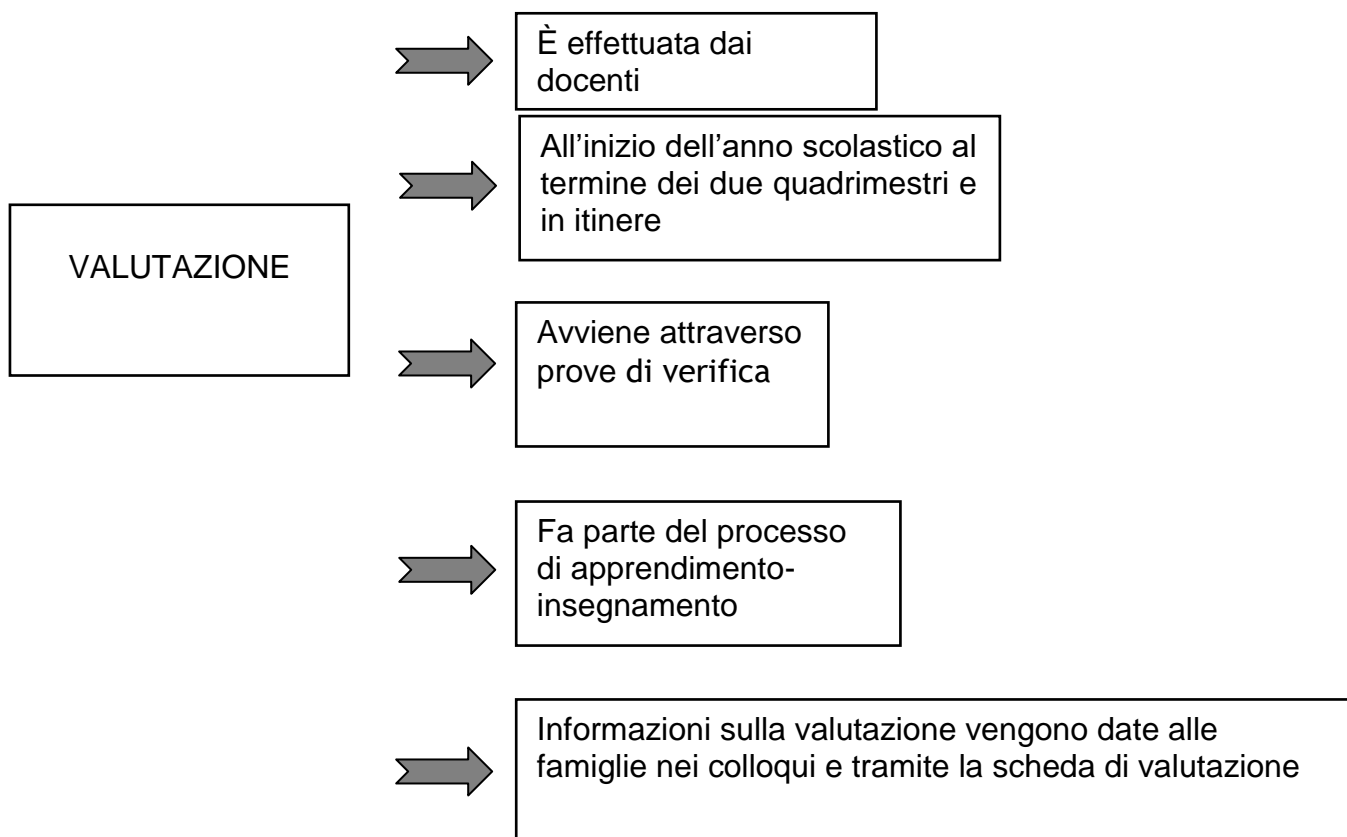 È effettuata dai
docenti
All’inizio dell’anno scolastico al
termine dei due quadrimestri e
in itinere
VALUTAZIONE
Avviene attraverso
prove di verifica
Fa parte del processo
di apprendimento-
insegnamento
Informazioni sulla valutazione vengono date alle
famiglie nei colloqui e tramite la scheda di valutazione